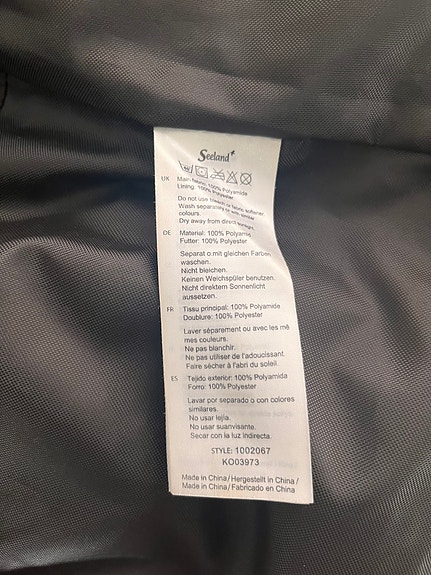 Seeland
UK Main fabric: 100% Polyamide
Lining: 100% Polyester
Do not use bleach or fabric softener.
Wash separately or with similar
colours.
Dry away from direct sunlight.
DE Material: 100% Polyamin
Futter: 100% Polyester
Separat o.mit gleichen Farben
waschen.
Nicht bleichen.
Keinen Weichspüler benutzen.
Nicht direktem Sonnenlicht
aussetzen.
FR Tissu principal: 100% Polyamide
Doublure: 100% Polyester
Laver séparement ou avec les mê
mes couleurs.
Ne pas blanchir.
Ne pas utiliser de l'adoucissant.
Faire sécher à l'abri du soleil.
ES Tejido exterior: 100% Polyamida
Forro: 100% Polyester
Lavar por separado o con colores
similares.
No usar lejía.
No usar suavisante.
Secar con la luz indirecta.
STYLE: 1002067
KO03973
Made in China/ Hergestellt in China/
Made in China/ Fabricado en China